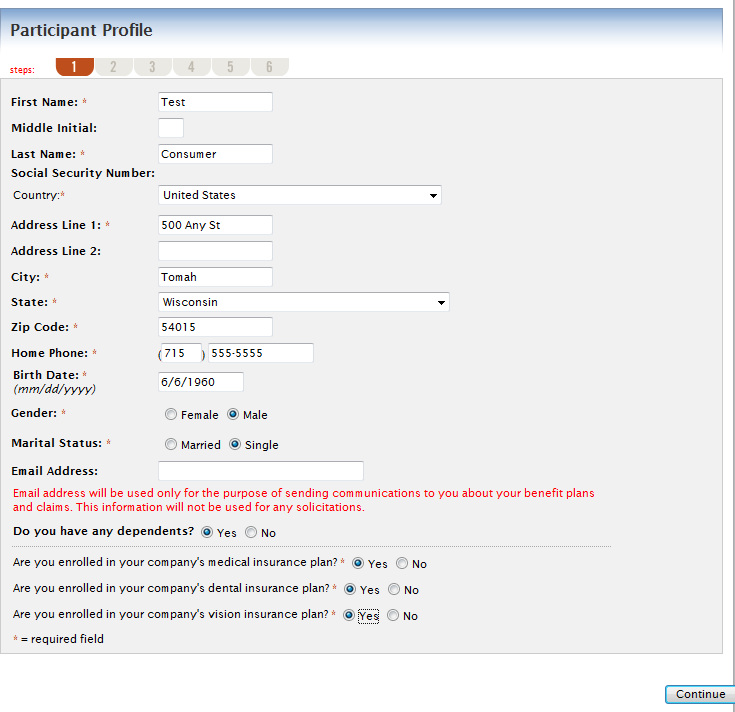 Participant Profile
steps: 1 2 3 4 5 6
First Name: * Test
Middle Initial:
Last Name: * Consumer
Social Security Number:
Country:* United States
Address Line 1: * 500 Any St
Address Line 2:
City: * Tomah
State: * Wisconsin
Zip Code: * 54015
Home Phone: * (715) 555-5555
Birth Date: * 6/6/1960
(mm/dd/yyyy)
Gender: * Female Male
Marital Status: * Married Single
Email Address:
Email address will be used only for the purpose of sending communications to you about your benefit plans
and claims. This information will not be used for any solicitations.
Do you have any dependents? Yes No
Are you enrolled in your company's medical insurance plan?* Yes No
Are you enrolled in your company's dental insurance plan?* Yes No
Are you enrolled in your company's vision insurance plan?* Yes No
* = required field
Continue